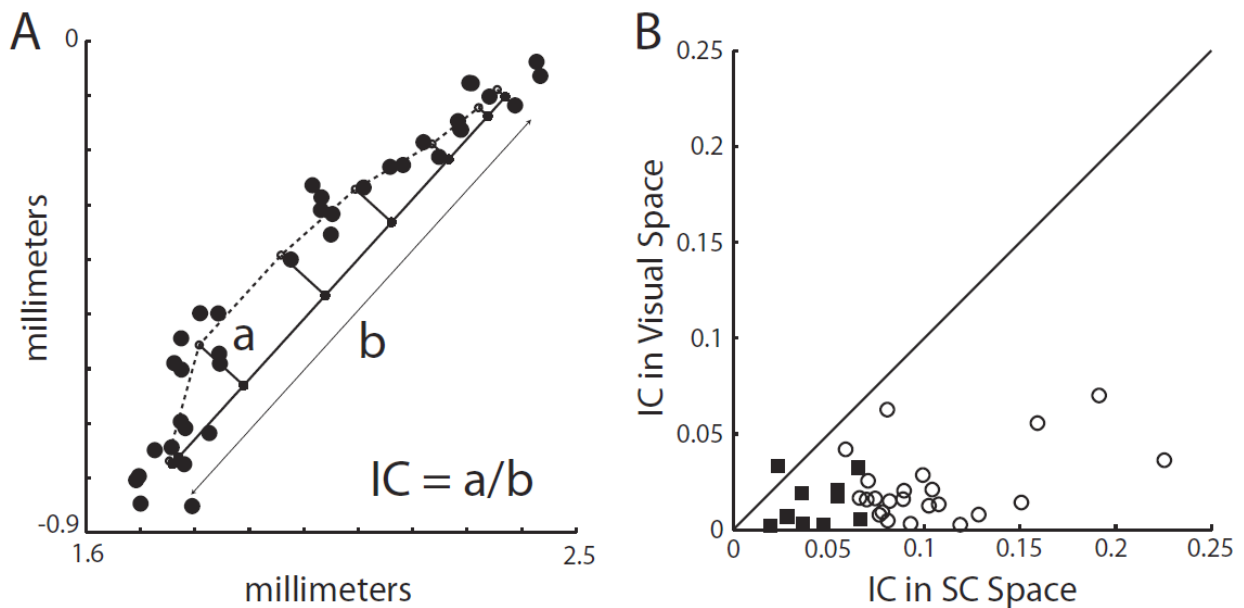 A
0
millimeters
a
b
IC = a/b
-0.9
1.6
2.5
millimeters
B
0.25
0.2
0.15
0.1
0.05
0
IC in Visual Space
0
0.05
0.1
0.15
0.2
0.25
IC in SC Space